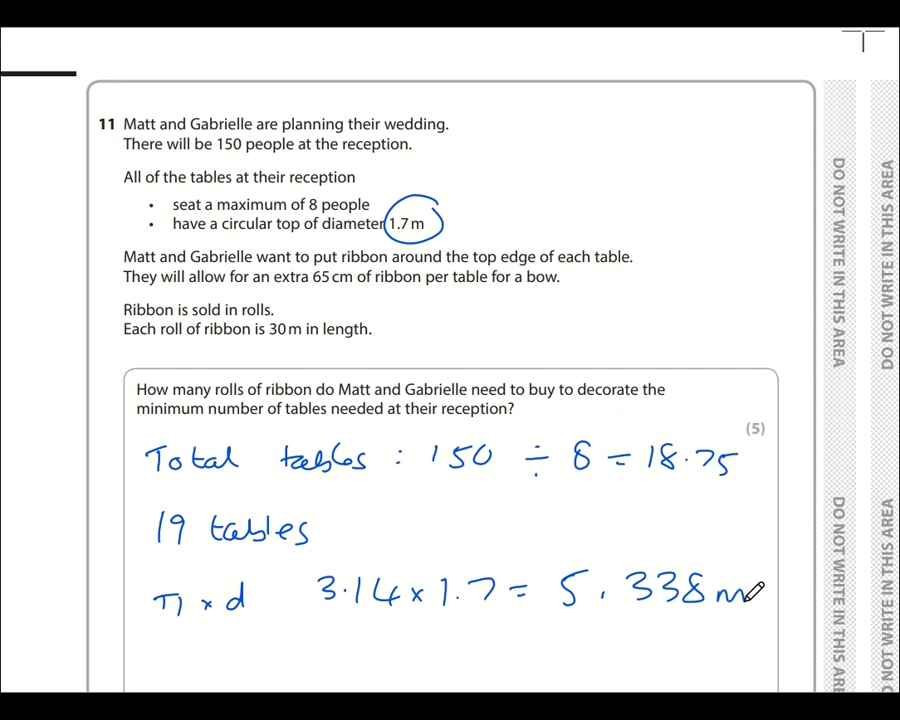 11 Matt and Gabrielle are planning their wedding.
There will be 150 people at the reception.
All of the tables at their reception
• seat a maximum of 8 people
• have a circular top of diameter 1.7 m
Matt and Gabrielle want to put ribbon around the top edge of each table.
They will allow for an extra 65 cm of ribbon per table for a bow.
Ribbon is sold in rolls.
Each roll of ribbon is 30 m in length.
How many rolls of ribbon do Matt and Gabrielle need to buy to decorate the
minimum number of tables needed at their reception?
(5)
Total tables : 150 ÷ 8 = 18.75
19 tables
π × d 3.14 × 1.7 = 5.338 m
DO NOT WRITE IN THIS AREA
DO NOT WRITE IN THIS AREA
DO NOT WRITE IN THIS AR
O NOT WRITE IN THIS AREA